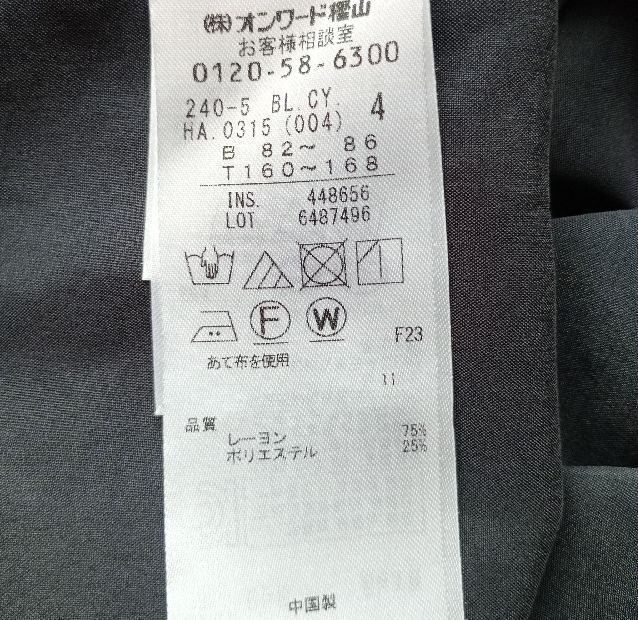 (株)オンワード樫山
お客様相談室
0120-58-6300
240-5 BL.CY. 4
HA.0315(004)
B 82～ 86
T160～168
INS. 448656
LOT 6487496
F W
あて布を使用
F23
11
品質
レーヨン 75%
ポリエステル 25%
中国製